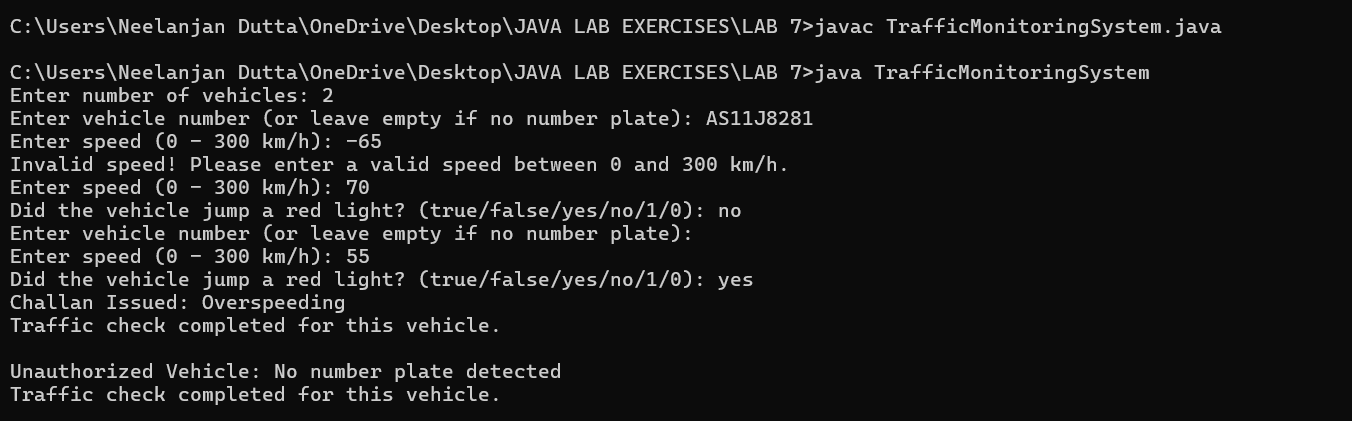 C:\Users\Neelanjan Dutta\OneDrive\Desktop\JAVA LAB EXERCISES\LAB 7>javac TrafficMonitoringSystem.java
C:\Users\Neelanjan Dutta\OneDrive\Desktop\JAVA LAB EXERCISES\LAB 7>java TrafficMonitoringSystem
Enter number of vehicles: 2
Enter vehicle number (or leave empty if no number plate): AS11J8281
Enter speed (0 - 300 km/h): -65
Invalid speed! Please enter a valid speed between 0 and 300 km/h.
Enter speed (0 - 300 km/h): 70
Did the vehicle jump a red light? (true/false/yes/no/1/0): no
Enter vehicle number (or leave empty if no number plate):
Enter speed (0 - 300 km/h): 55
Did the vehicle jump a red light? (true/false/yes/no/1/0): yes
Challan Issued: Overspeeding
Traffic check completed for this vehicle.
Unauthorized Vehicle: No number plate detected
Traffic check completed for this vehicle.